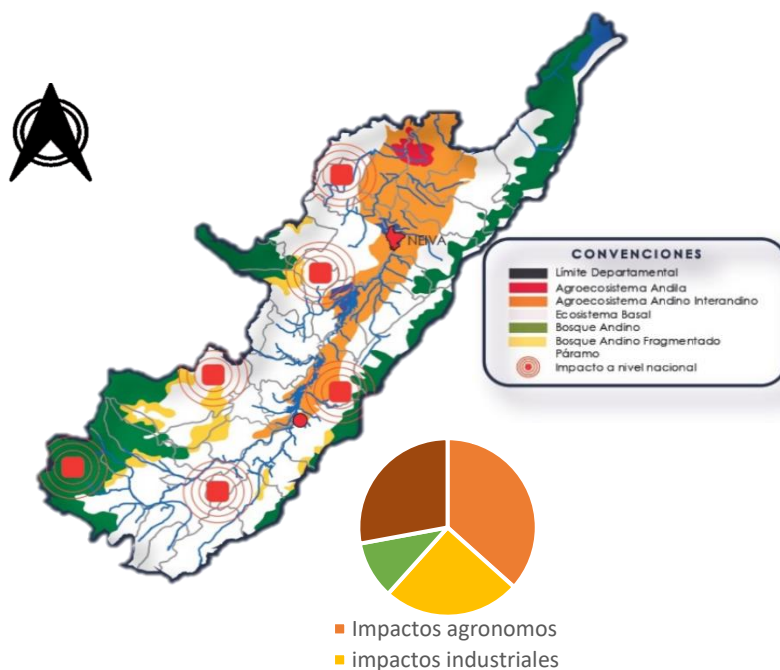 NEIVA
CONVENCIONES
Límite Departamental
Agroecosistema Andila
Agroecosistema Andino Interandino
Ecosistema Basal
Bosque Andino
Bosque Andino Fragmentado
Páramo
Impacto a nivel nacional
Impactos agronomos
impactos industriales